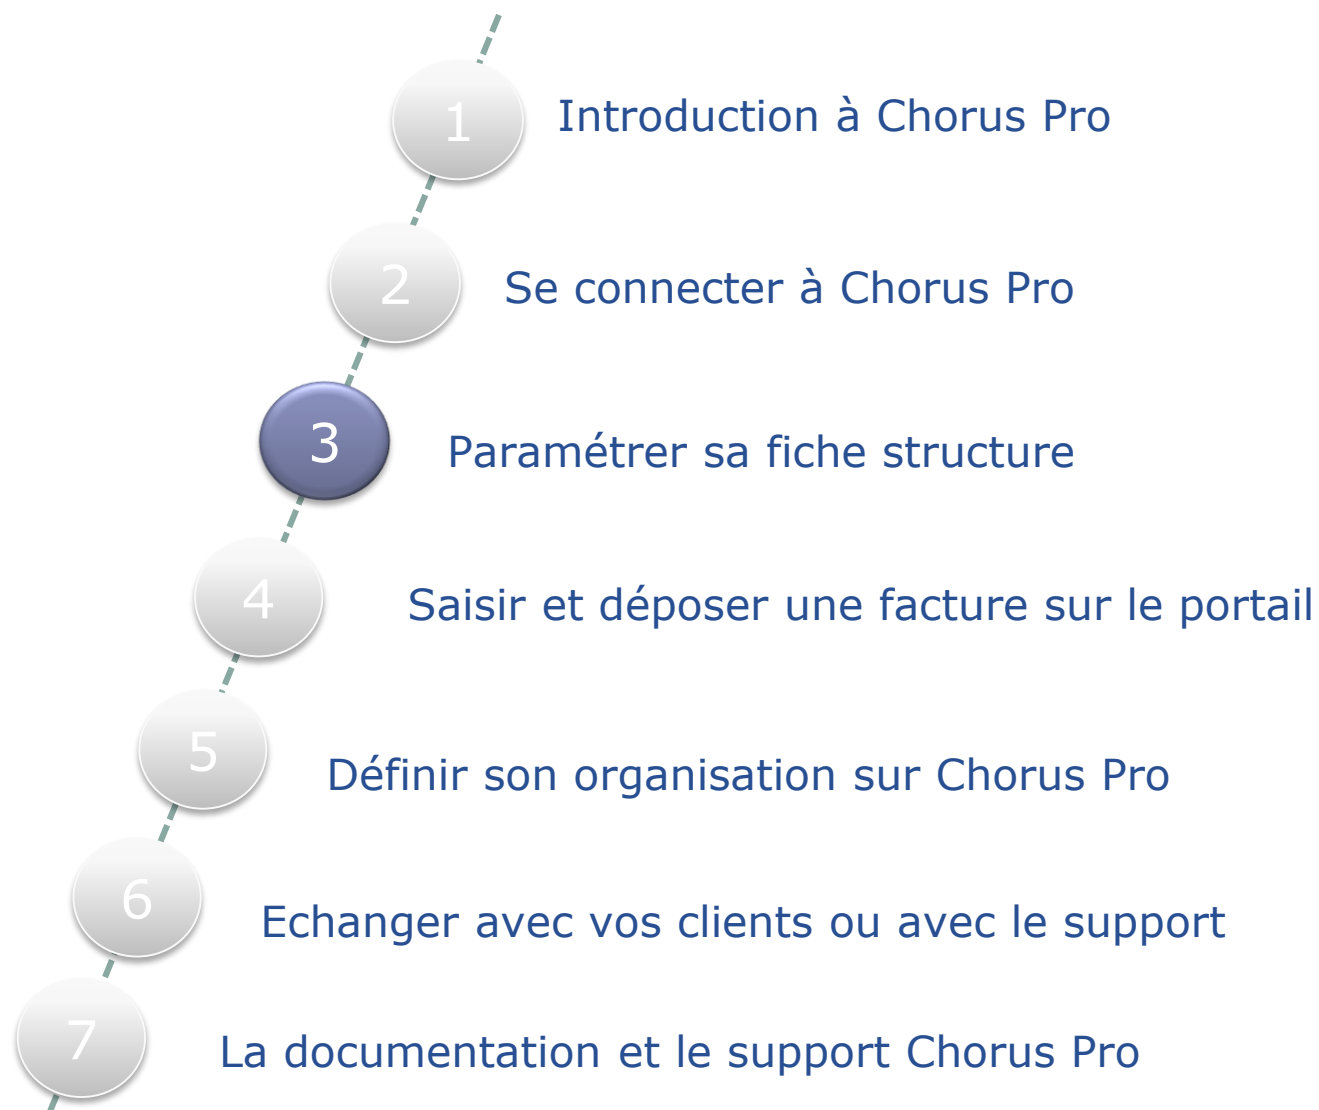 1 Introduction à Chorus Pro
2 Se connecter à Chorus Pro
3 Paramétrer sa fiche structure
4 Saisir et déposer une facture sur le portail
5 Définir son organisation sur Chorus Pro
6 Echanger avec vos clients ou avec le support
7 La documentation et le support Chorus Pro